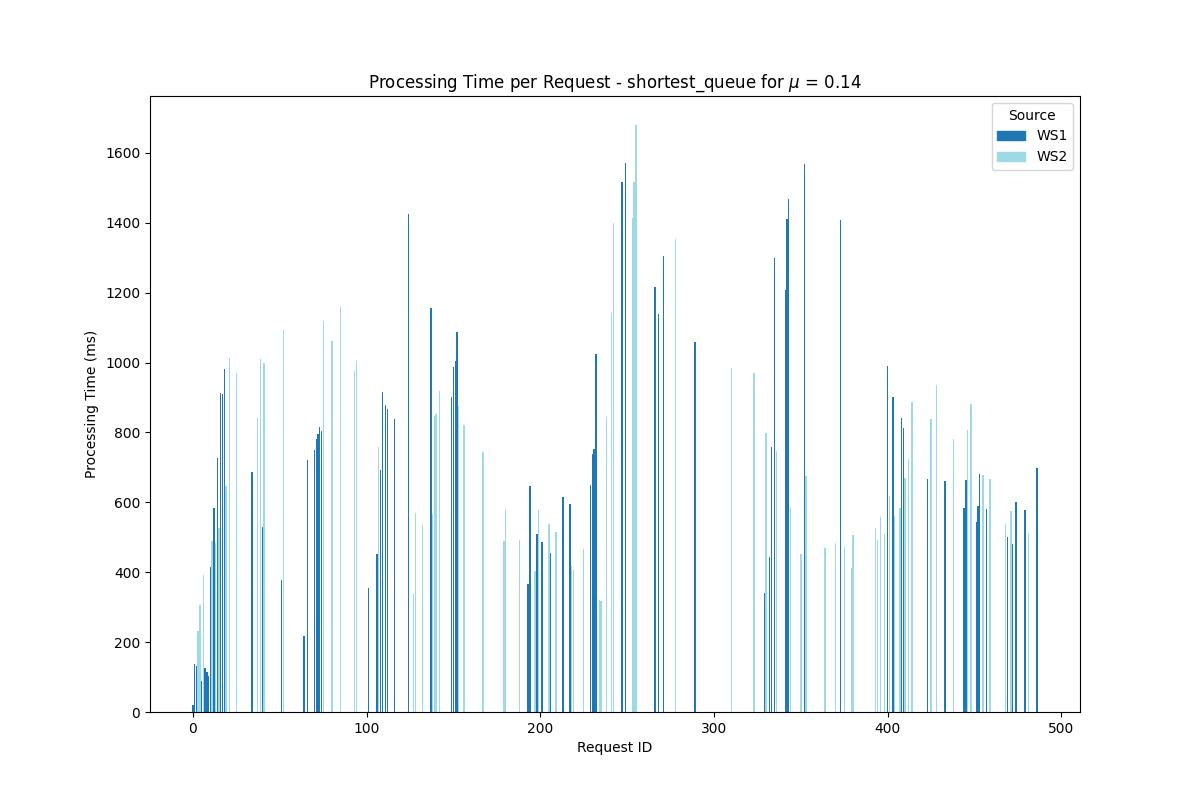 Processing Time per Request - shortest_queue for μ = 0.14
Source
WS1
WS2
Processing Time (ms)
1600
1400
1200
1000
800
600
400
200
0
0 100 200 300 400 500
Request ID